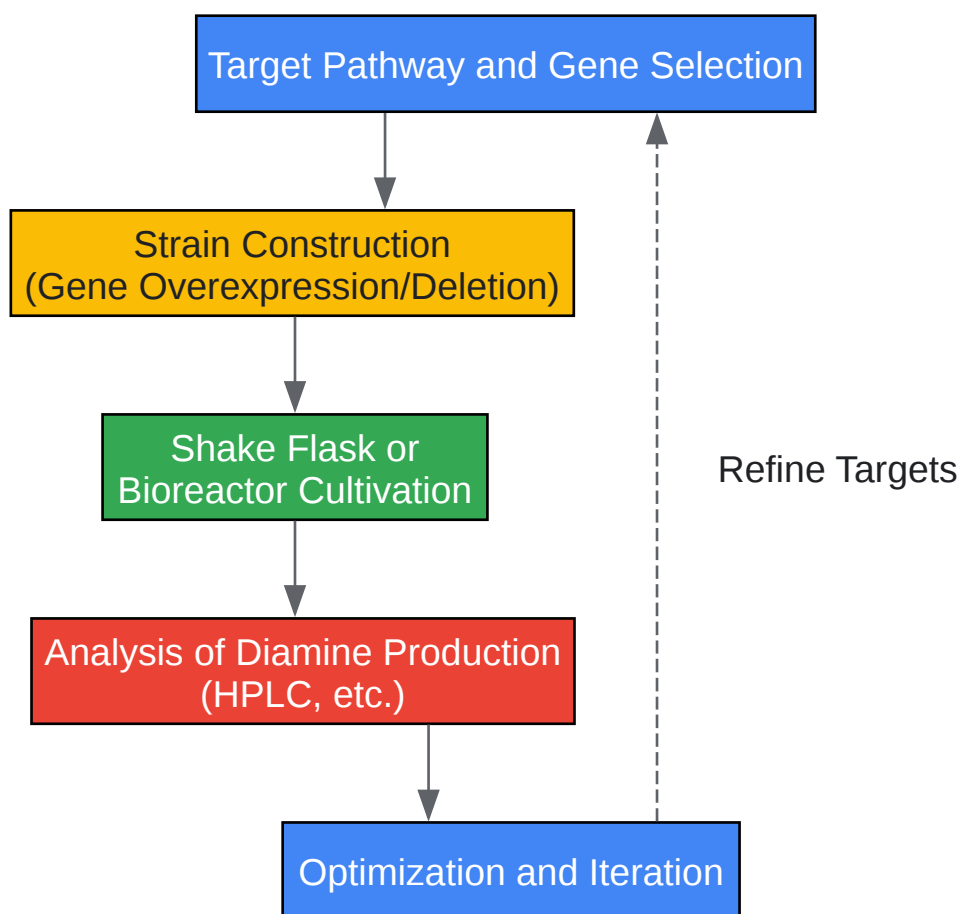 Target Pathway and Gene Selection
Strain Construction
(Gene Overexpression/Deletion)
Shake Flask or
Bioreactor Cultivation
Refine Targets
Analysis of Diamine Production
(HPLC, etc.)
Optimization and Iteration